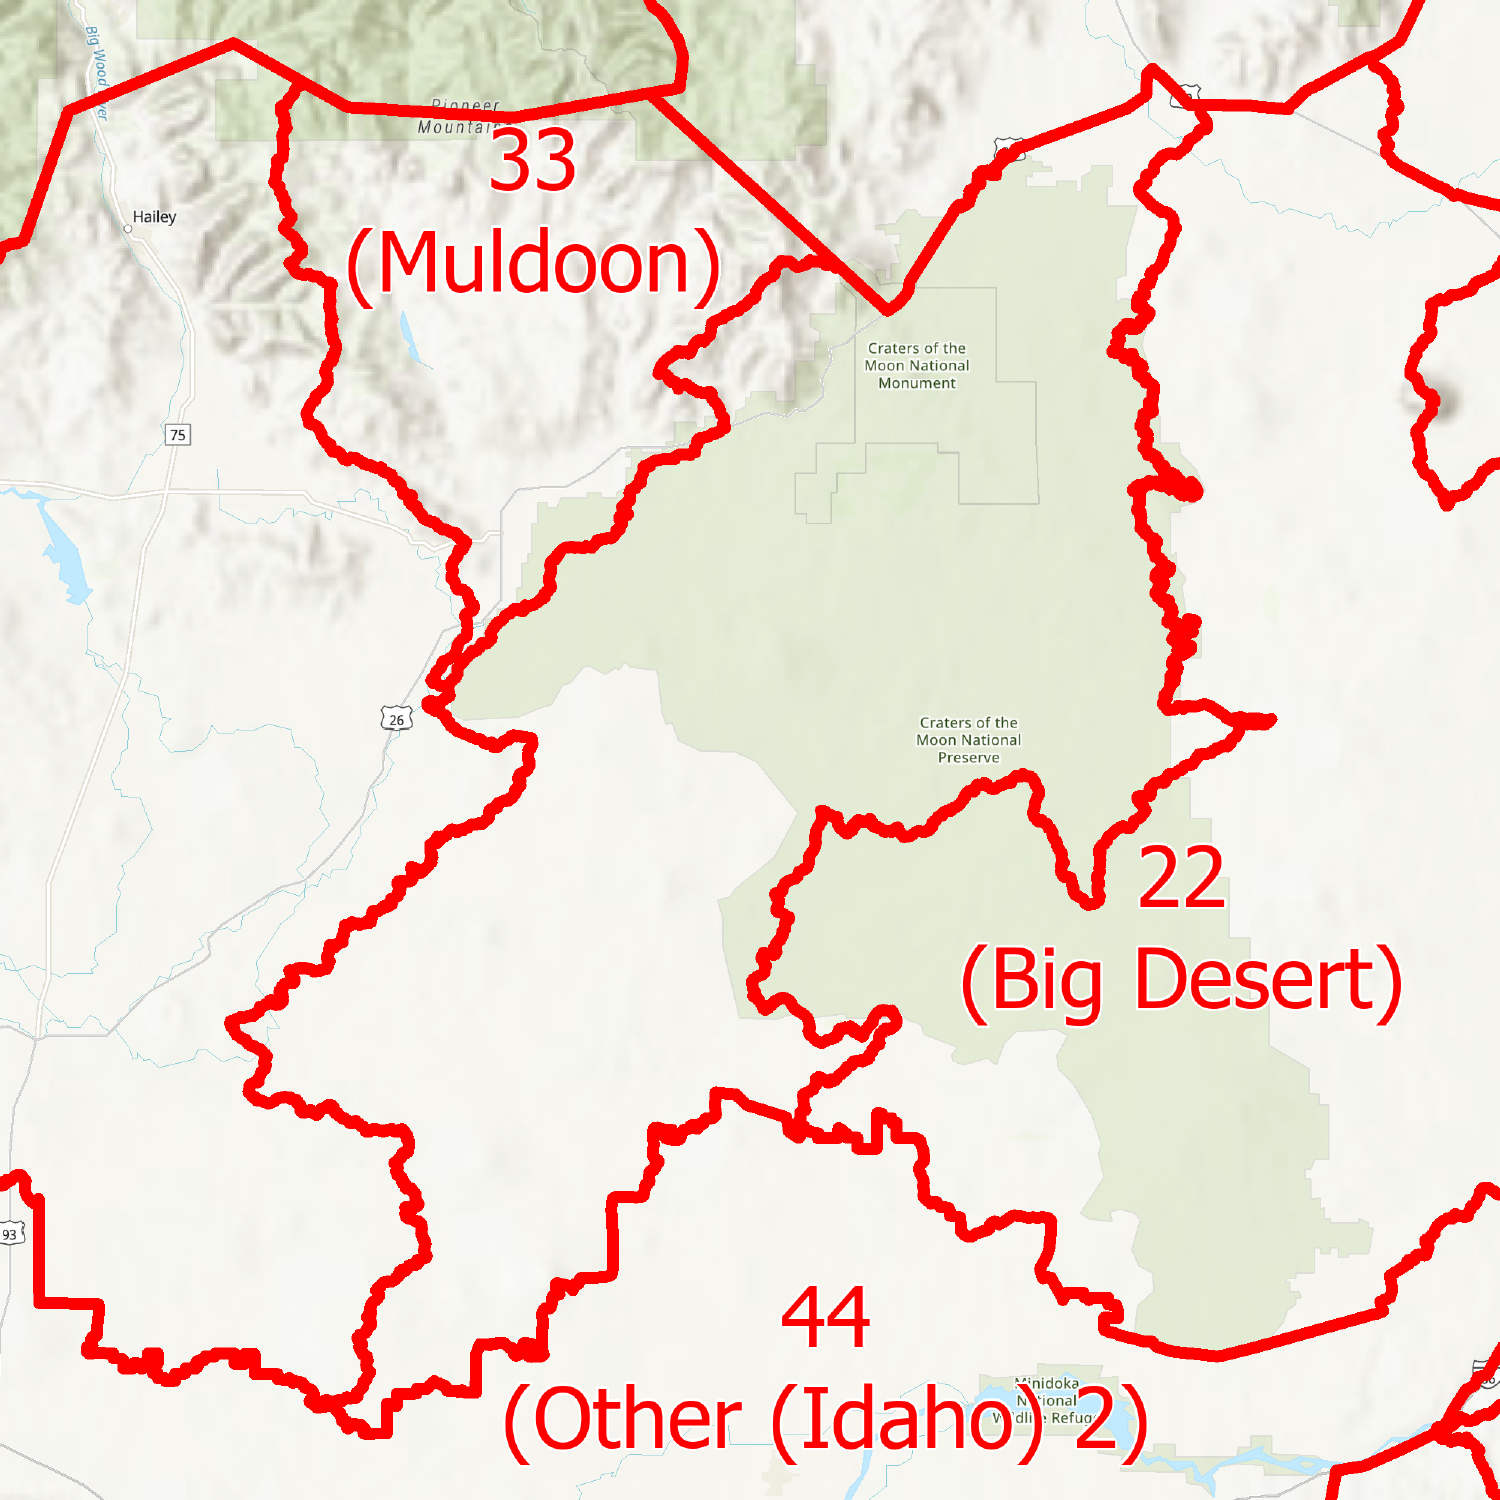 Big Wood River
Pioneer
Mountains
33
(Muldoon)
Hailey
Craters of the
Moon National
Monument
75
26
Craters of the
Moon National
Preserve
22
(Big Desert)
93
44
(Other (Idaho) 2)
Minidoka
National
Wildlife Refuge